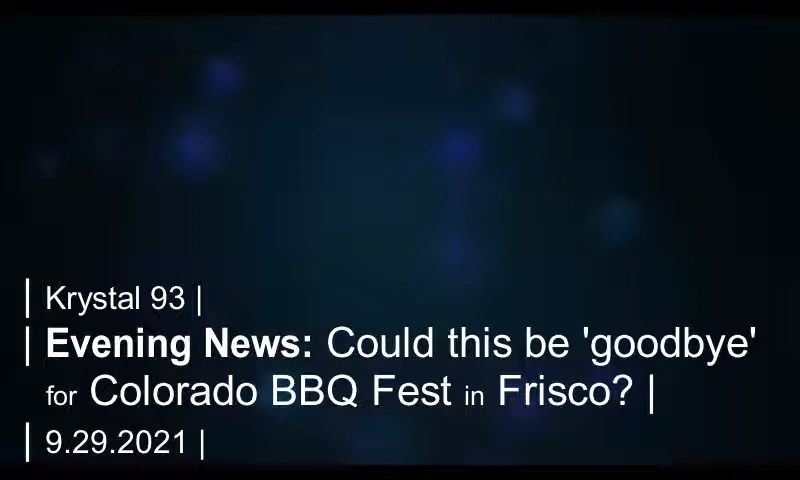 | Krystal 93 |
| Evening News: Could this be 'goodbye'
for Colorado BBQ Fest in Frisco? |
| 9.29.2021 |